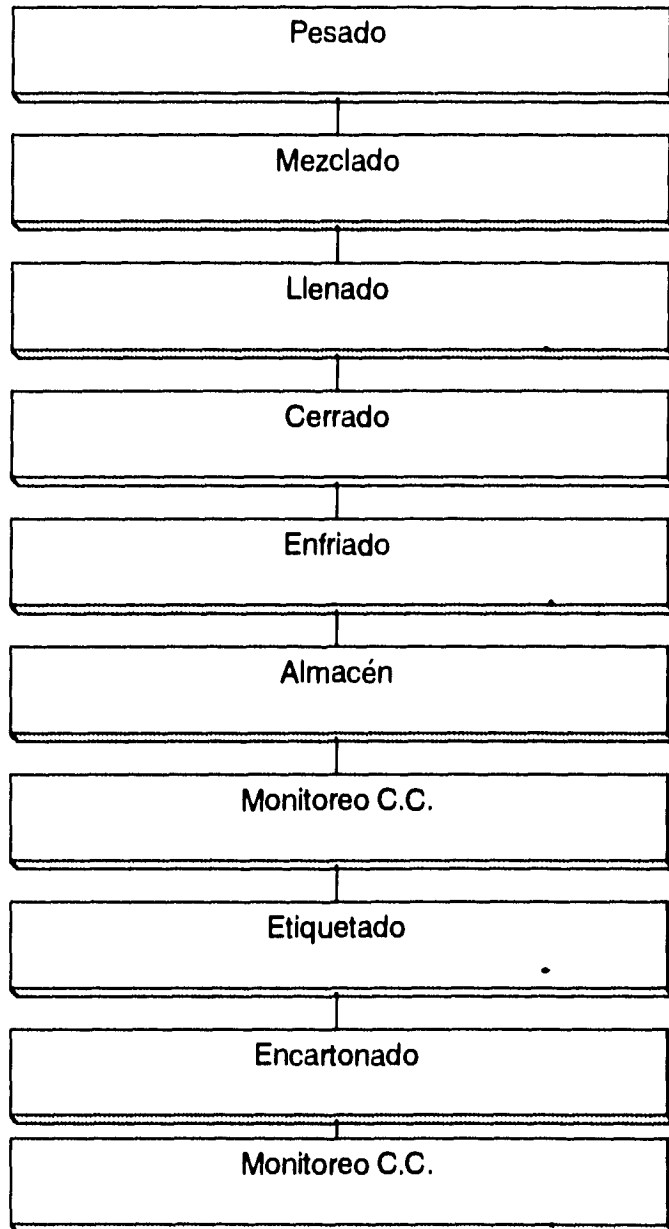 Pesado
Mezclado
Llenado
Cerrado
Enfriado
Almacén
Monitoreo C.C.
Etiquetado
Encartonado
Monitoreo C.C.